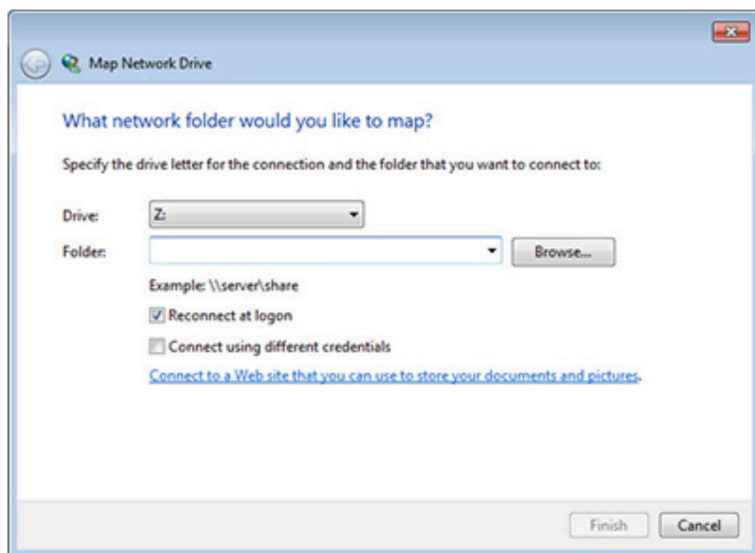 Map Network Drive
What network folder would you like to map?
Specify the drive letter for the connection and the folder that you want to connect to:
Drive: Z:
Folder: Browse...
Example: \\server\share
Reconnect at logon
Connect using different credentials
Connect to a Web site that you can use to store your documents and pictures.
Finish Cancel